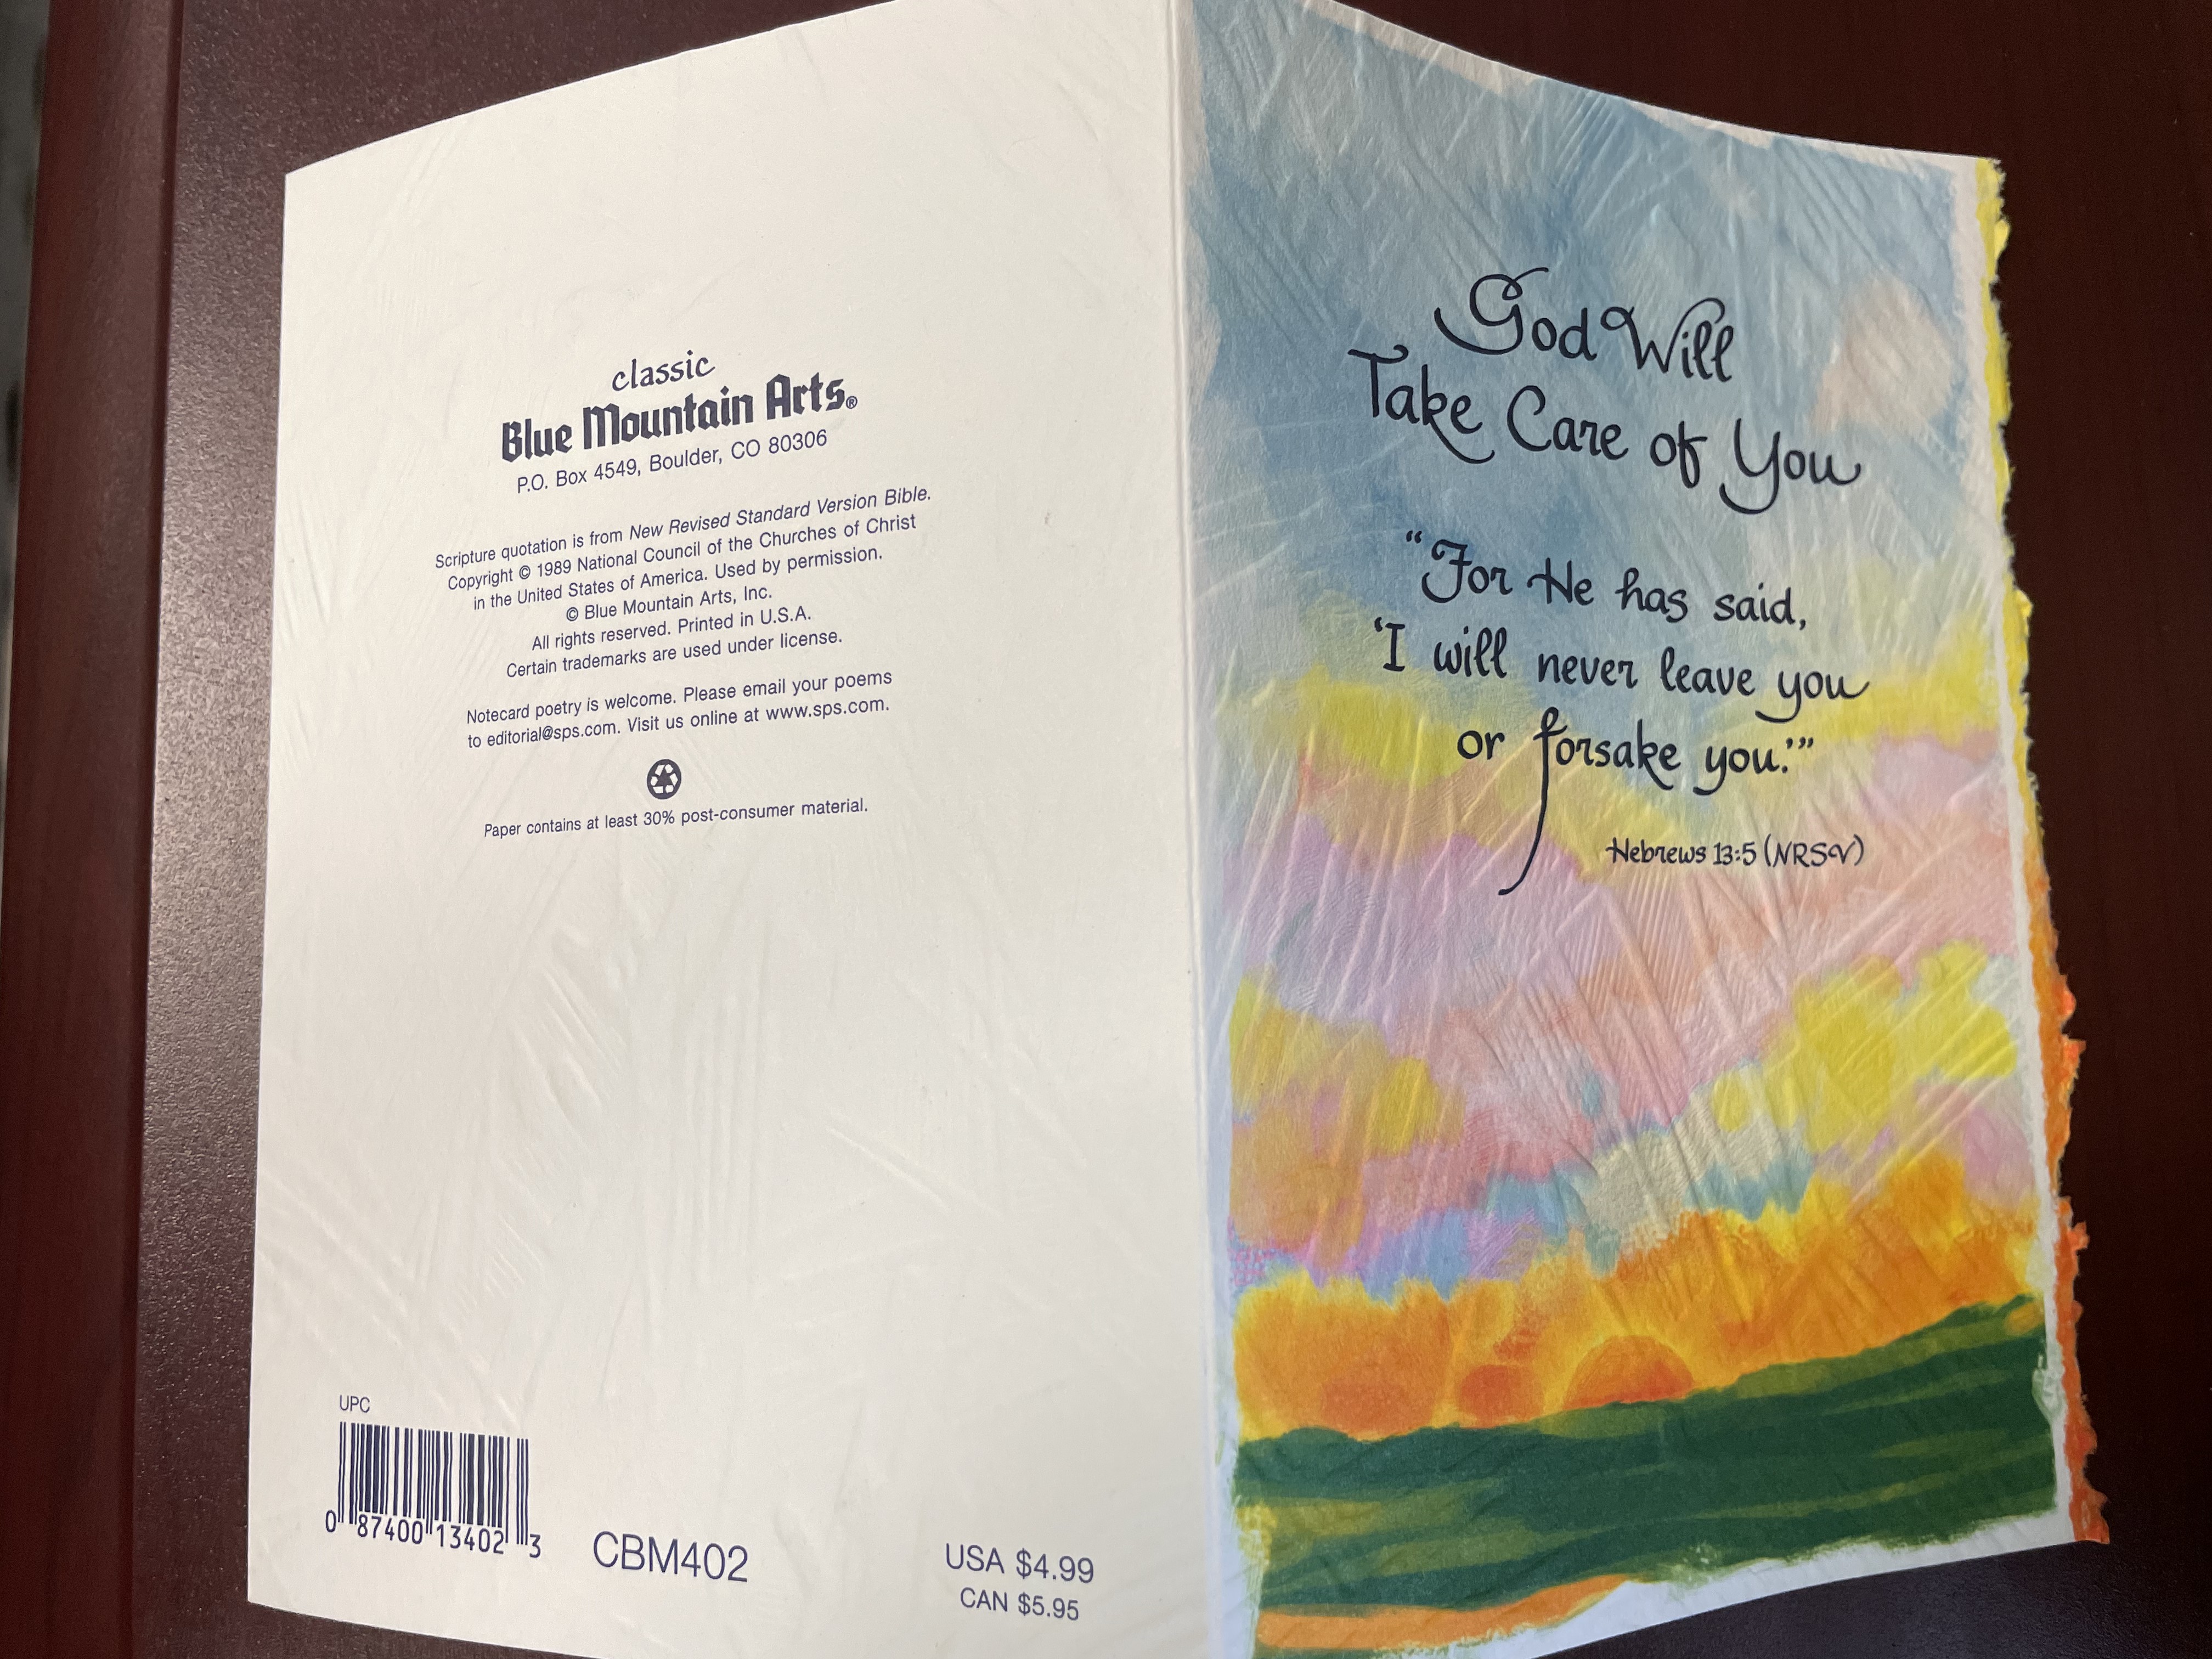 classic
Blue Mountain Arts®
P.O. Box 4549, Boulder, CO 80306
Scripture quotation is from New Revised Standard Version Bible.
Copyright © 1989 National Council of the Churches of Christ
in the United States of America. Used by permission.
© Blue Mountain Arts, Inc.
All rights reserved. Printed in U.S.A.
Certain trademarks are used under license.
Notecard poetry is welcome. Please email your poems
to editorial@sps.com. Visit us online at www.sps.com.
Paper contains at least 30% post-consumer material.
UPC
0 87400 13402 3
CBM402
USA $4.99
CAN $5.95
God Will
Take Care of You
“For He has said,
‘I will never leave you
or forsake you.’”
Hebrews 13:5 (NRSV)